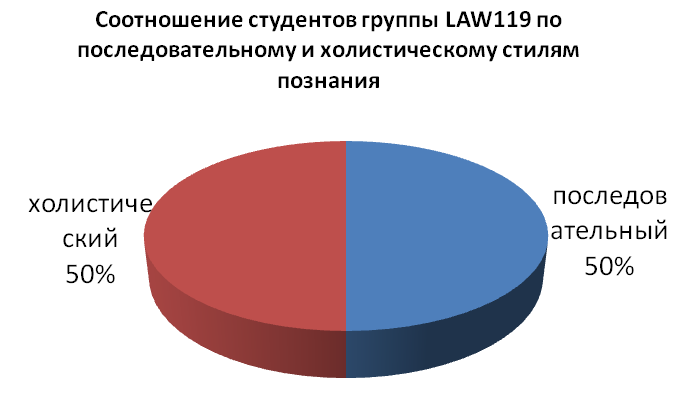 Соотношение студентов группы LAW119 по
последовательному и холистическому стилям
познания
холистиче
ский
50%
последов
ательный
50%